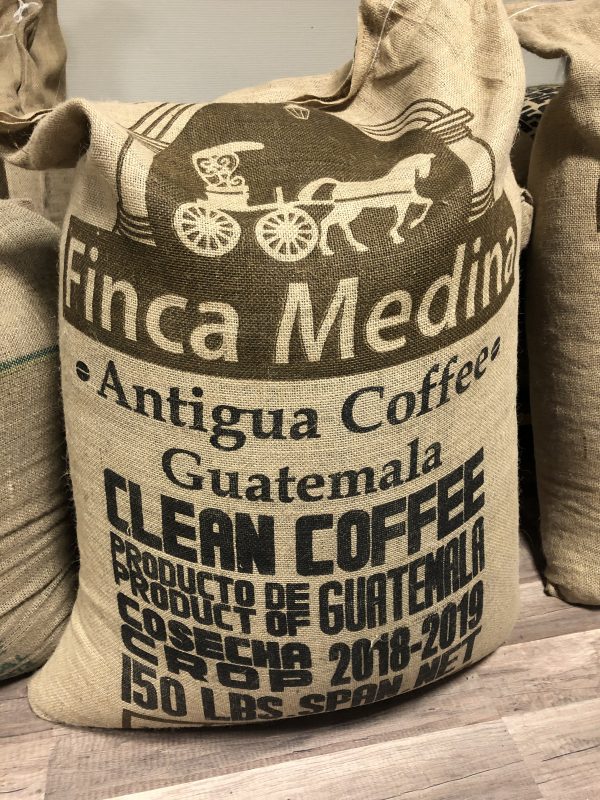 Finca Medina
Antigua Coffee
Guatemala
CLEAN COFFEE
PRODUCTO DE
PRODUCT OF GUATEMALA
COSECHA
CROP 2018-2019
150 LBS SPAN NET